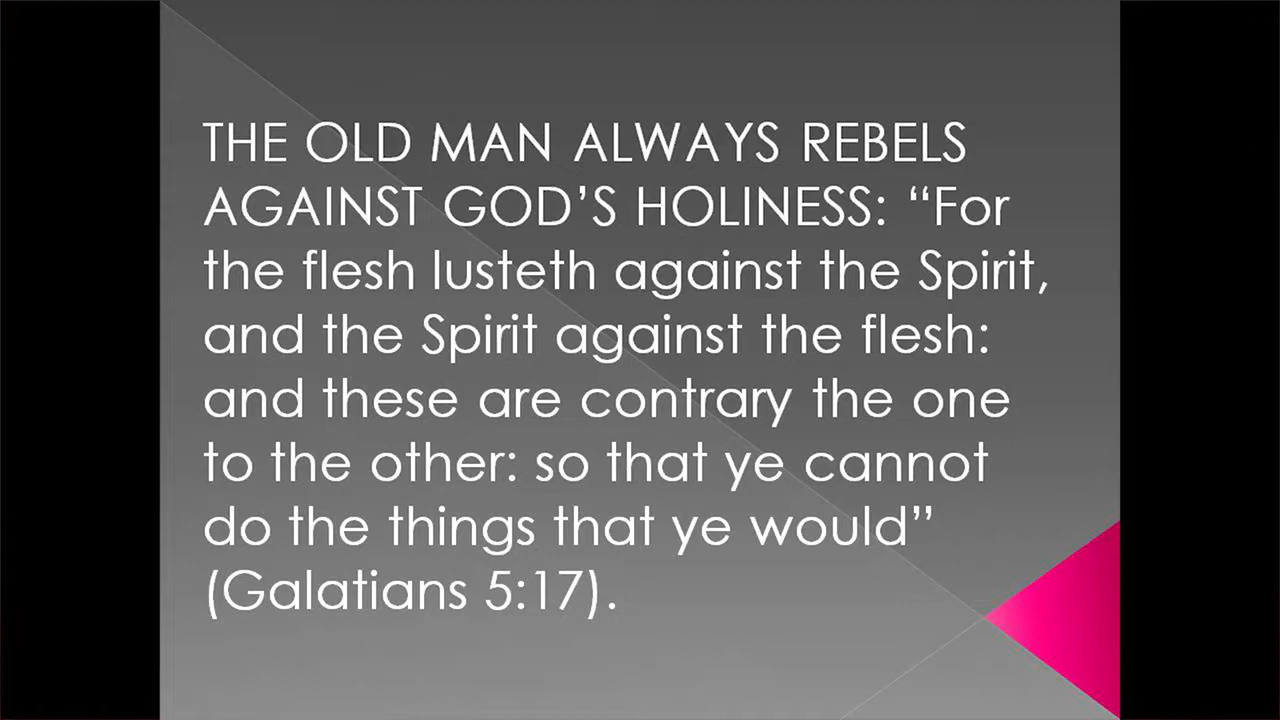 THE OLD MAN ALWAYS REBELS
AGAINST GOD’S HOLINESS: “For
the flesh lusteth against the Spirit,
and the Spirit against the flesh:
and these are contrary the one
to the other: so that ye cannot
do the things that ye would”
(Galatians 5:17).